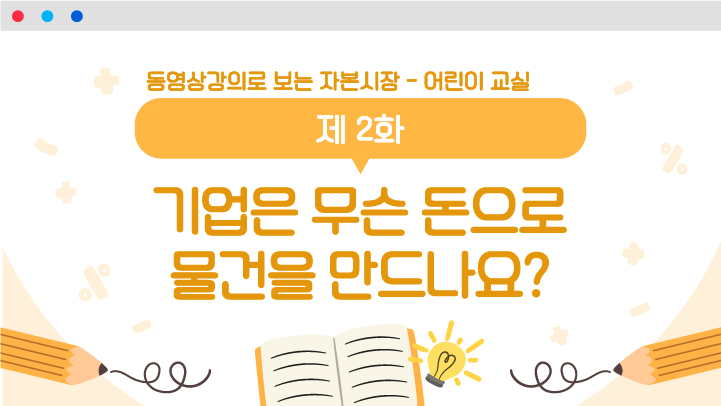 동영상강의로 보는 자본시장 - 어린이 교실
제 2화
기업은 무슨 돈으로
물건을 만드나요?